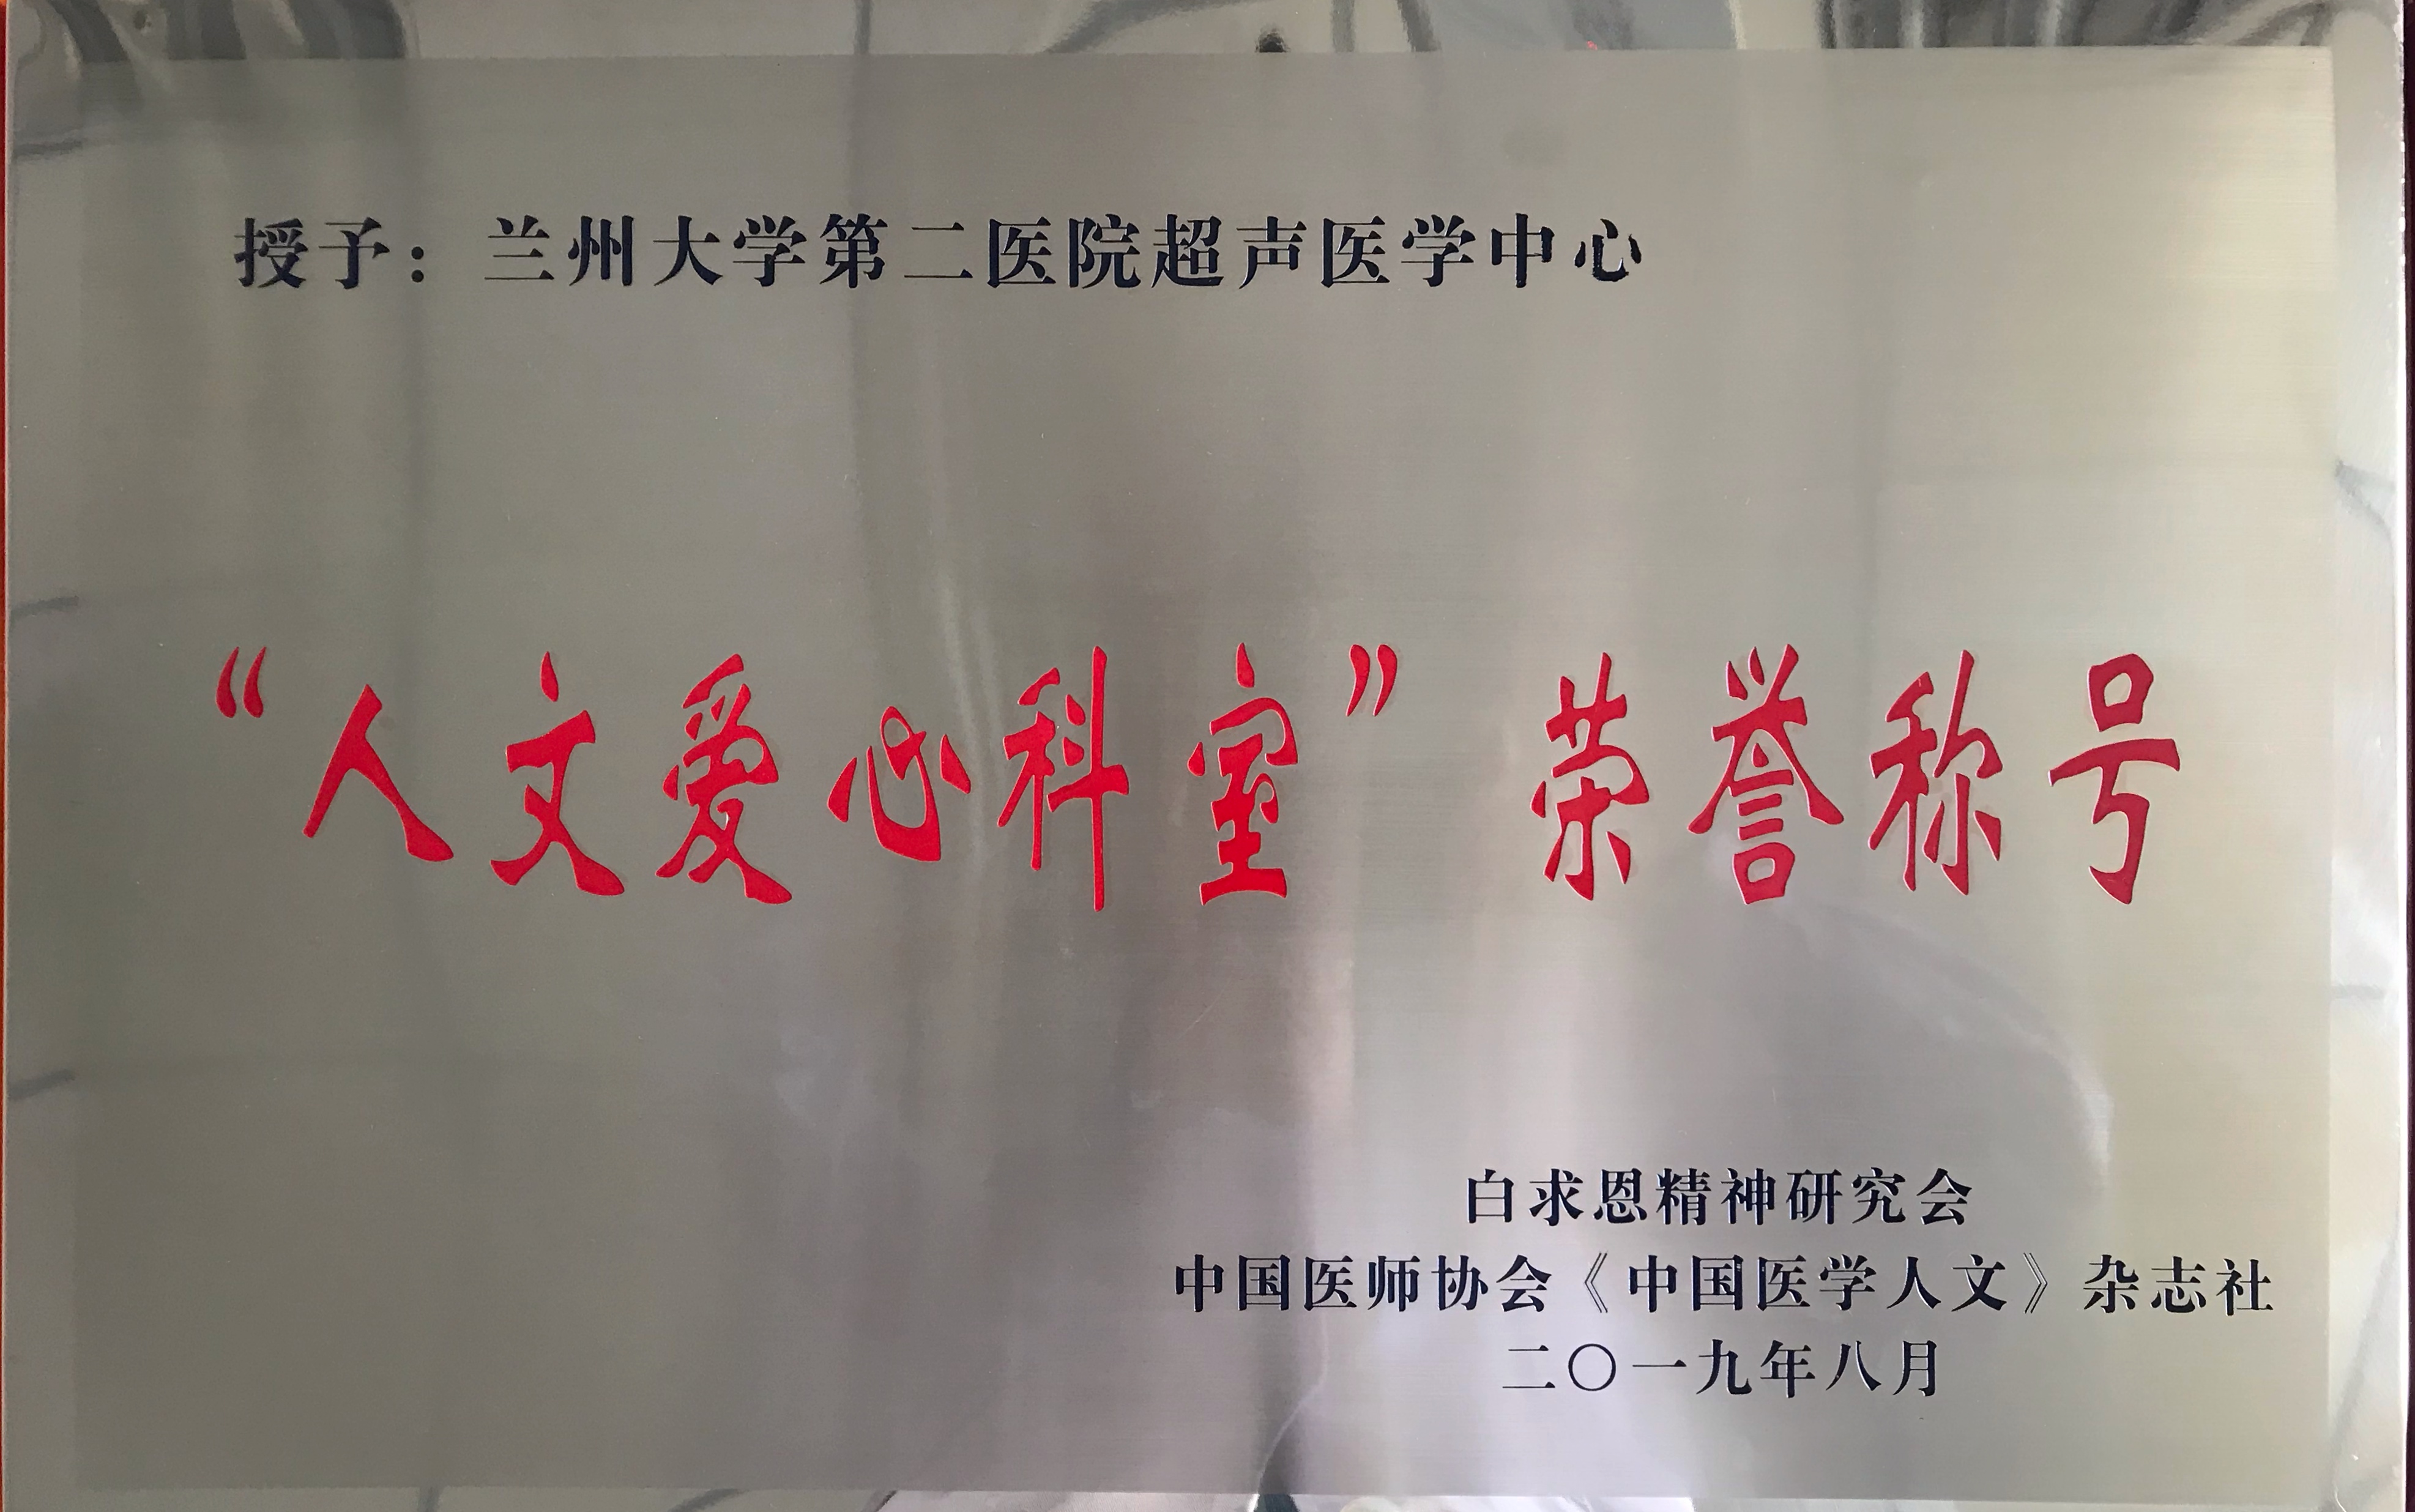 授予：兰州大学第二医院超声医学中心
“人文爱心科室”荣誉称号
白求恩精神研究会
中国医师协会《中国医学人文》杂志社
二〇一九年八月